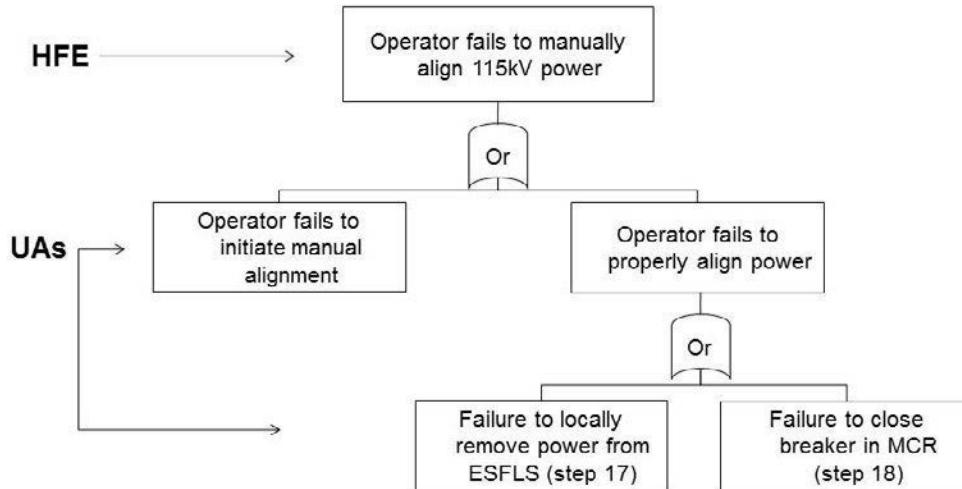 HFE
Operator fails to manually
align 115kV power
Or
Operator fails to
initiate manual
alignment
UAs
Operator fails to
properly align power
Or
Failure to locally
remove power from
ESFLS (step 17)
Failure to close
breaker in MCR
(step 18)